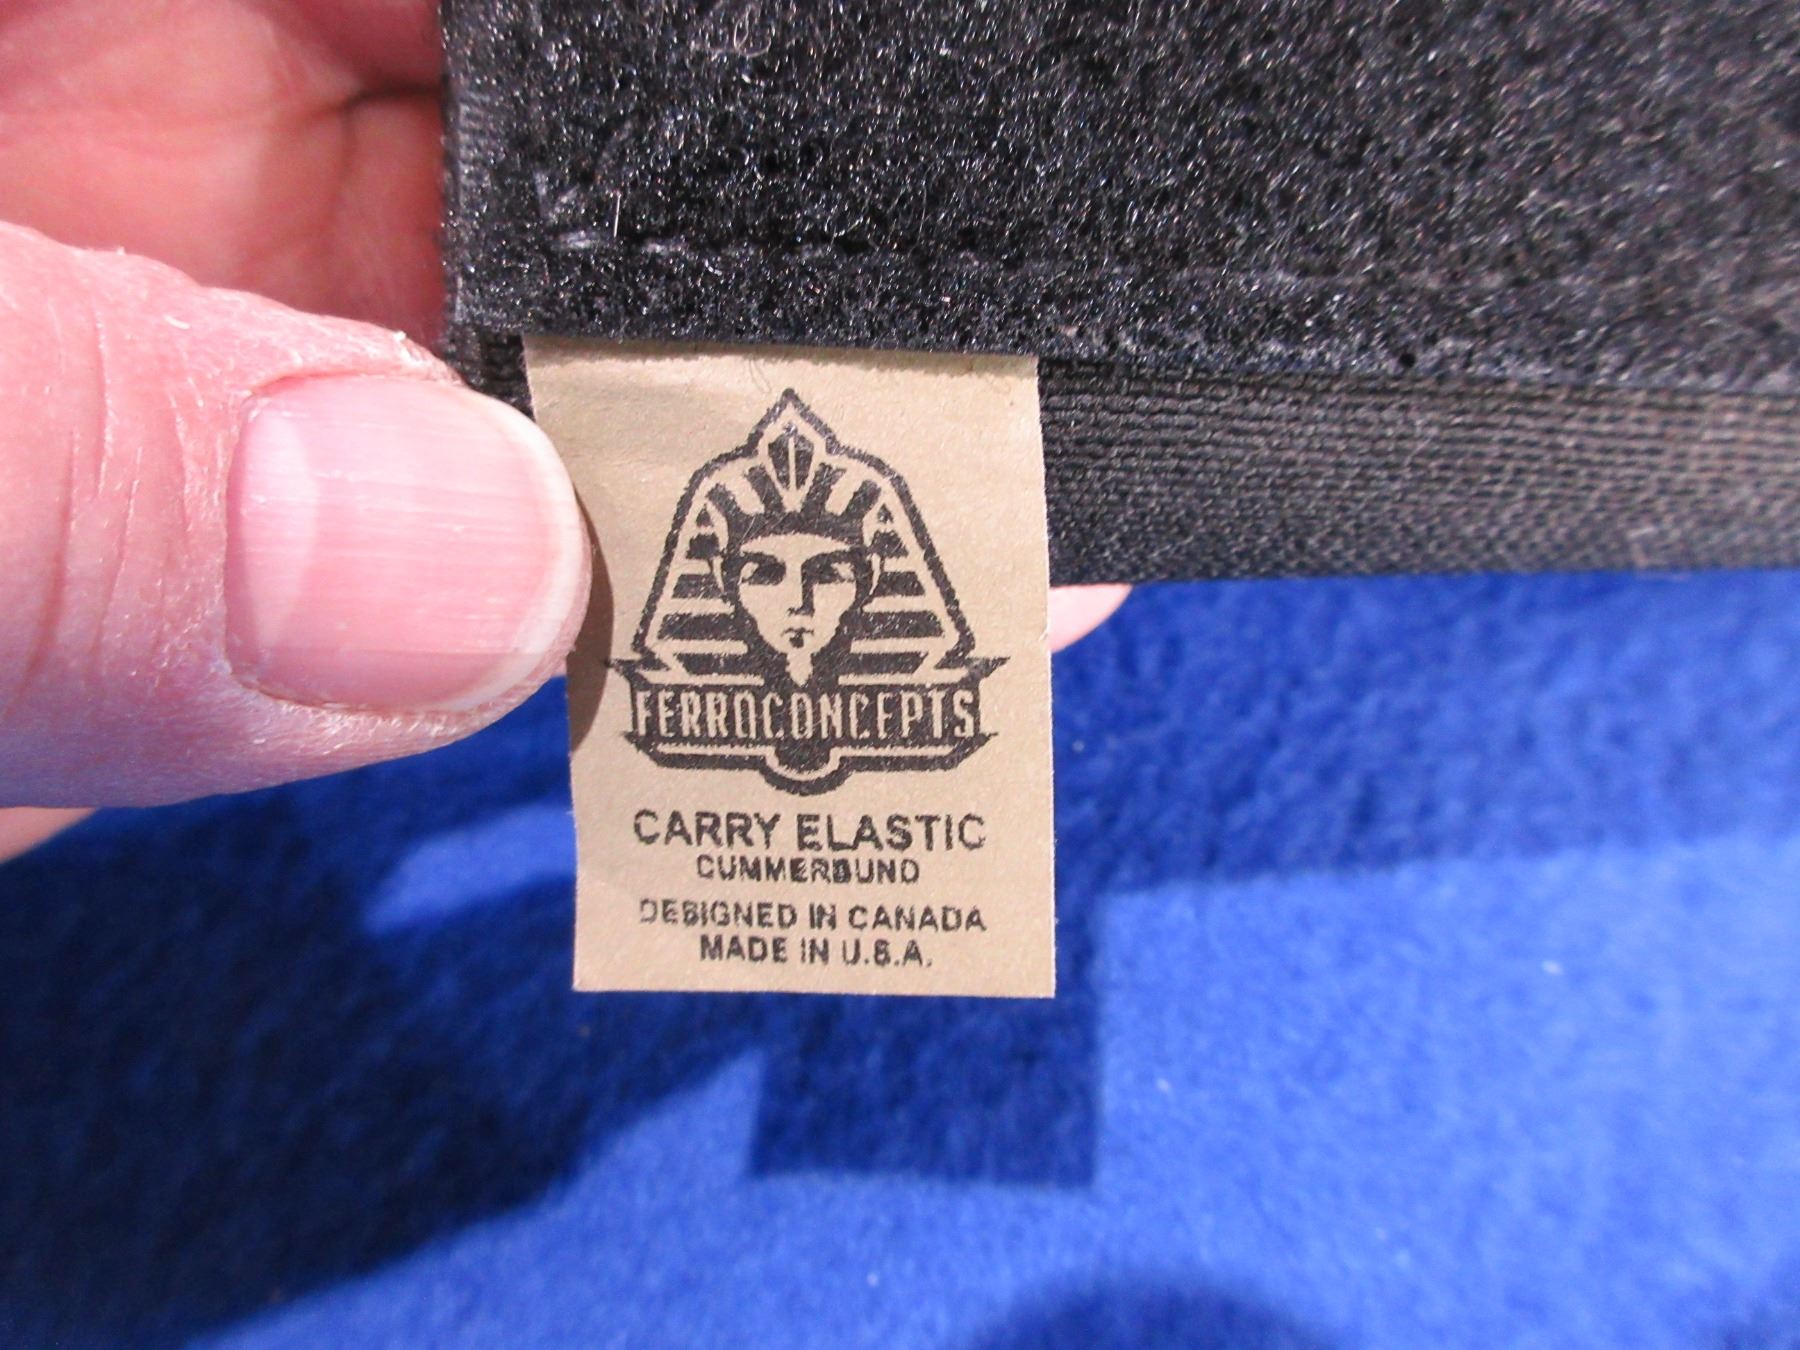 FERROCONCEPTS
CARRY ELASTIC
CUMMERBUND
DESIGNED IN CANADA
MADE IN U.S.A.